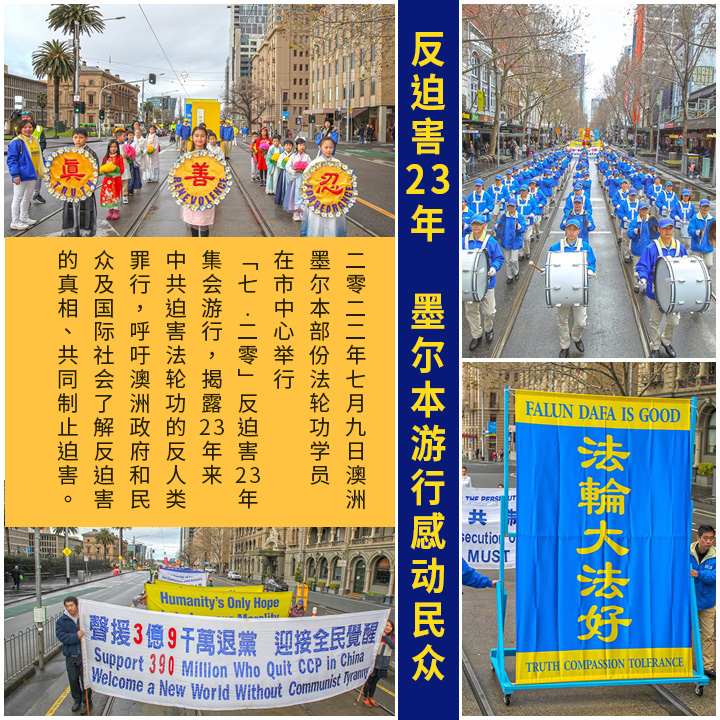 反迫害23年 墨尔本游行感动民众
真
TRUTH
善
BENEVOLENCE
忍
FORBEARANCE
二零二二年七月九日澳洲
墨尔本部份法轮功学员
在市中心举行
「七.二零」反迫害23年
集会游行，揭露23年来
中共迫害法轮功的反人类
罪行，呼吁澳洲政府和民
众及国际社会了解反迫害
的真相、共同制止迫害。
FALUN DAFA IS GOOD
法輪大法好
TRUTH COMPASSION TOLERANCE
THE PERSECUT
共
secution
MUST
Humanity's Only Hope
聲援3億9千萬退黨 迎接全民覺醒
Support 390 Million Who Quit CCP in China
Welcome a New World Without Communist Tyranny